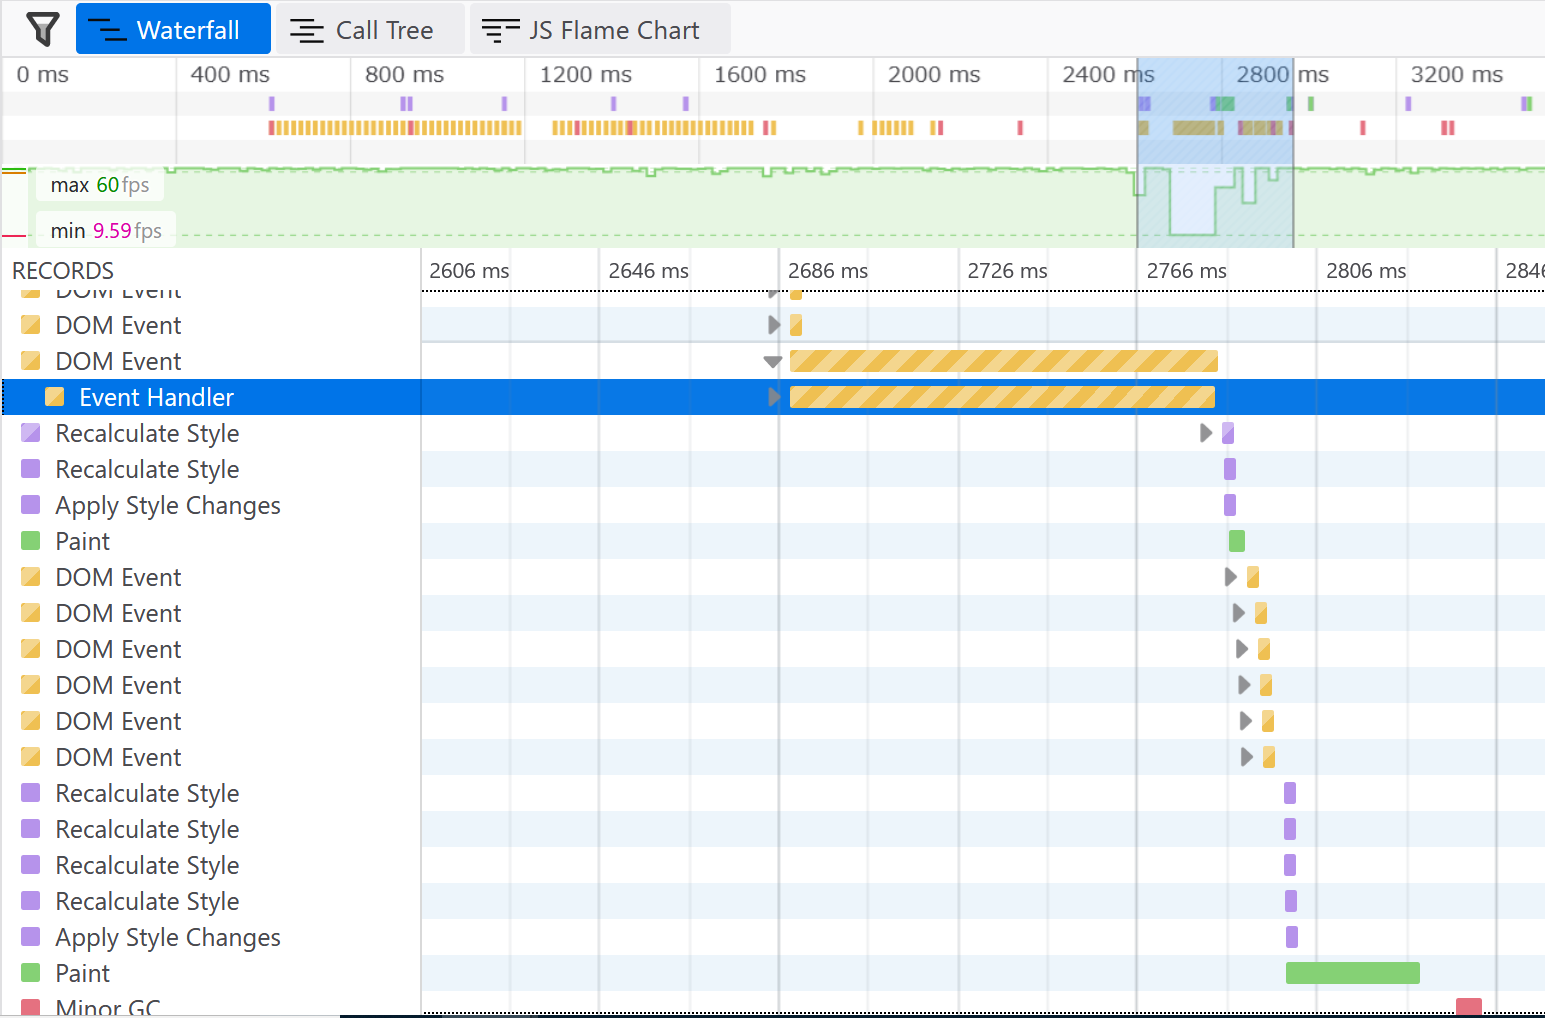 Waterfall Call Tree JS Flame Chart
0 ms 400 ms 800 ms 1200 ms 1600 ms 2000 ms 2400 ms 2800 ms 3200 ms
max 60 fps
min 9.59 fps
RECORDS 2606 ms 2646 ms 2686 ms 2726 ms 2766 ms 2806 ms 2846
DOM Event
DOM Event
DOM Event
Event Handler
Recalculate Style
Recalculate Style
Apply Style Changes
Paint
DOM Event
DOM Event
DOM Event
DOM Event
DOM Event
DOM Event
Recalculate Style
Recalculate Style
Recalculate Style
Recalculate Style
Apply Style Changes
Paint
Minor GC